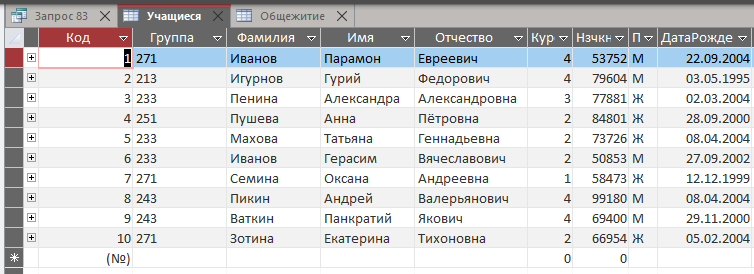 Запрос 83 Учащиеся Общежитие
Код Группа Фамилия Имя Отчество Кур Нзчкн П ДатаРожде
1 271 Иванов Парамон Евреевич 4 53752 М 22.09.2004
2 213 Игурнов Гурий Федорович 4 79604 М 03.05.1995
3 233 Пенина Александра Александровна 3 77881 Ж 02.03.2004
4 251 Пушева Анна Пётровна 2 84801 Ж 28.09.2000
5 233 Махова Татьяна Геннадьевна 2 73726 Ж 08.04.2004
6 233 Иванов Герасим Вячеславович 2 50853 М 27.09.2002
7 271 Семина Оксана Андреевна 1 58473 Ж 12.12.1999
8 243 Пикин Андрей Валерьянович 4 99180 М 08.04.2004
9 243 Ваткин Панкратий Якович 4 69400 М 29.11.2000
10 271 Зотина Екатерина Тихоновна 2 66954 Ж 05.02.2004
(№) 0 0